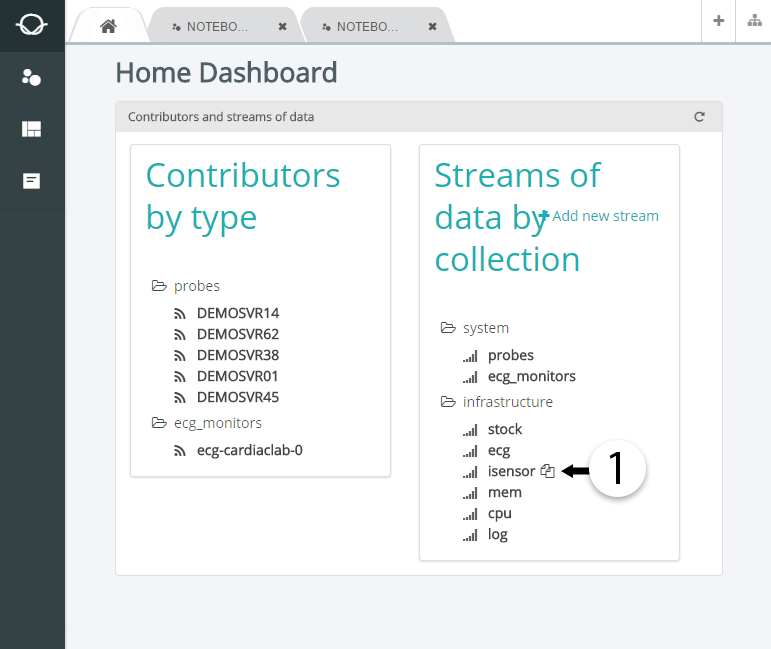 NOTEBO...
NOTEBO...
Home Dashboard
Contributors and streams of data
Contributors
by type
probes
DEMOSVR14
DEMOSVR62
DEMOSVR38
DEMOSVR01
DEMOSVR45
ecg_monitors
ecg-cardiaclab-0
Streams of
data by
Add new stream
collection
system
probes
ecg_monitors
infrastructure
stock
ecg
isensor
1
mem
cpu
log